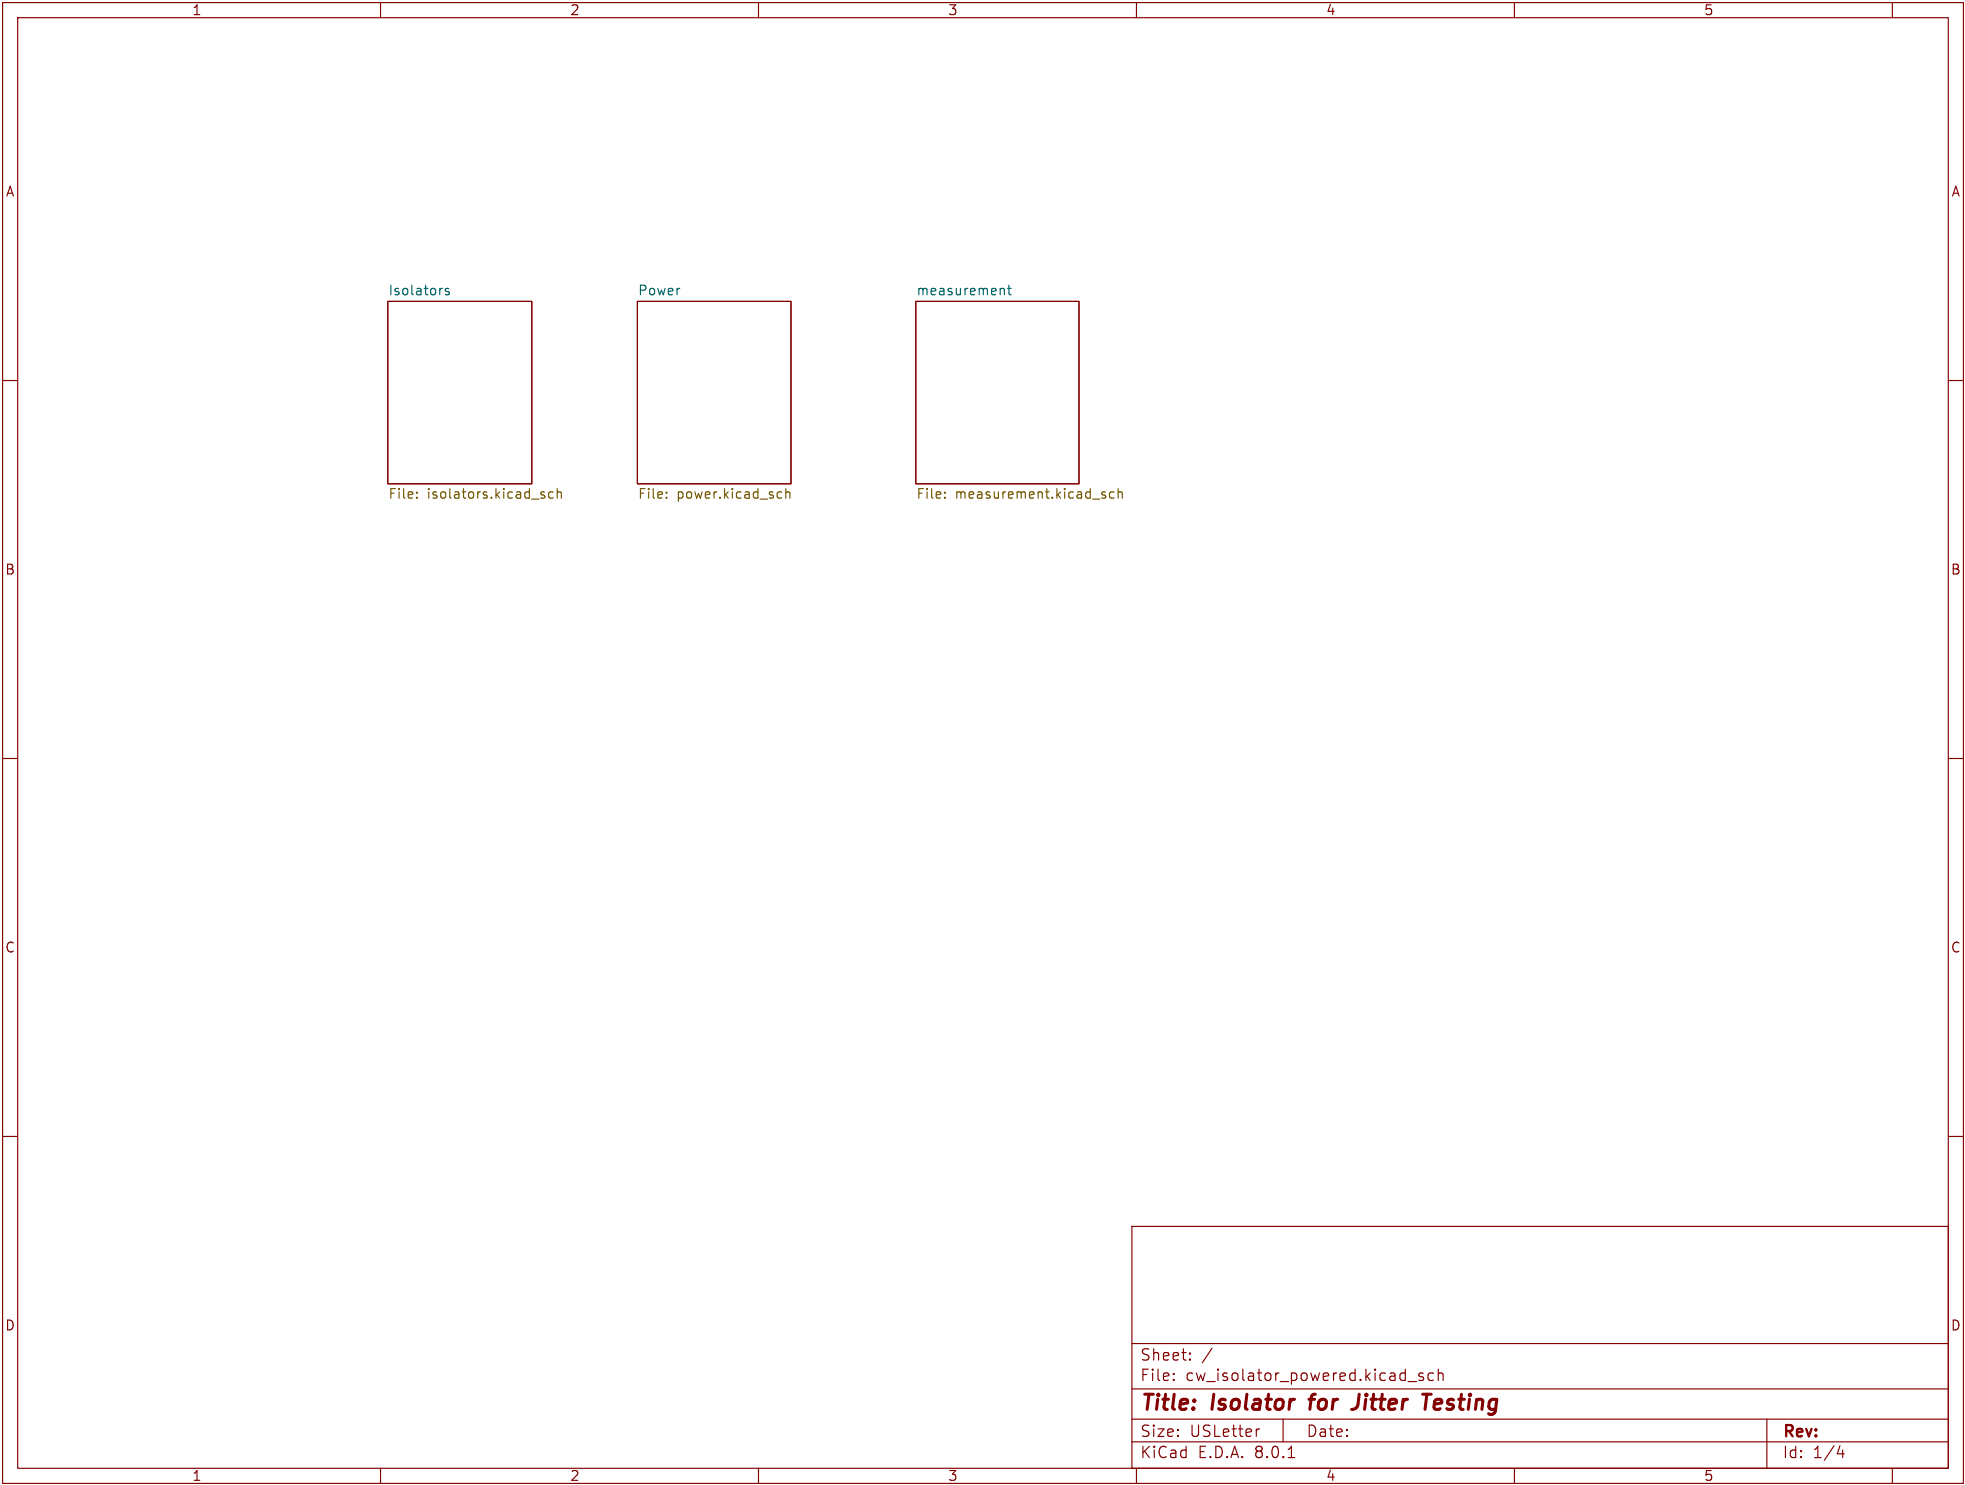 1 2 3 4 5
A A
Isolators Power measurement
File: isolators.kicad_sch File: power.kicad_sch File: measurement.kicad_sch
B B
C C
D D
Sheet: /
File: cw_isolator_powered.kicad_sch
Title: Isolator for Jitter Testing
Size: USLetter Date: Rev:
KiCad E.D.A. 8.0.1 Id: 1/4
1 2 3 4 5